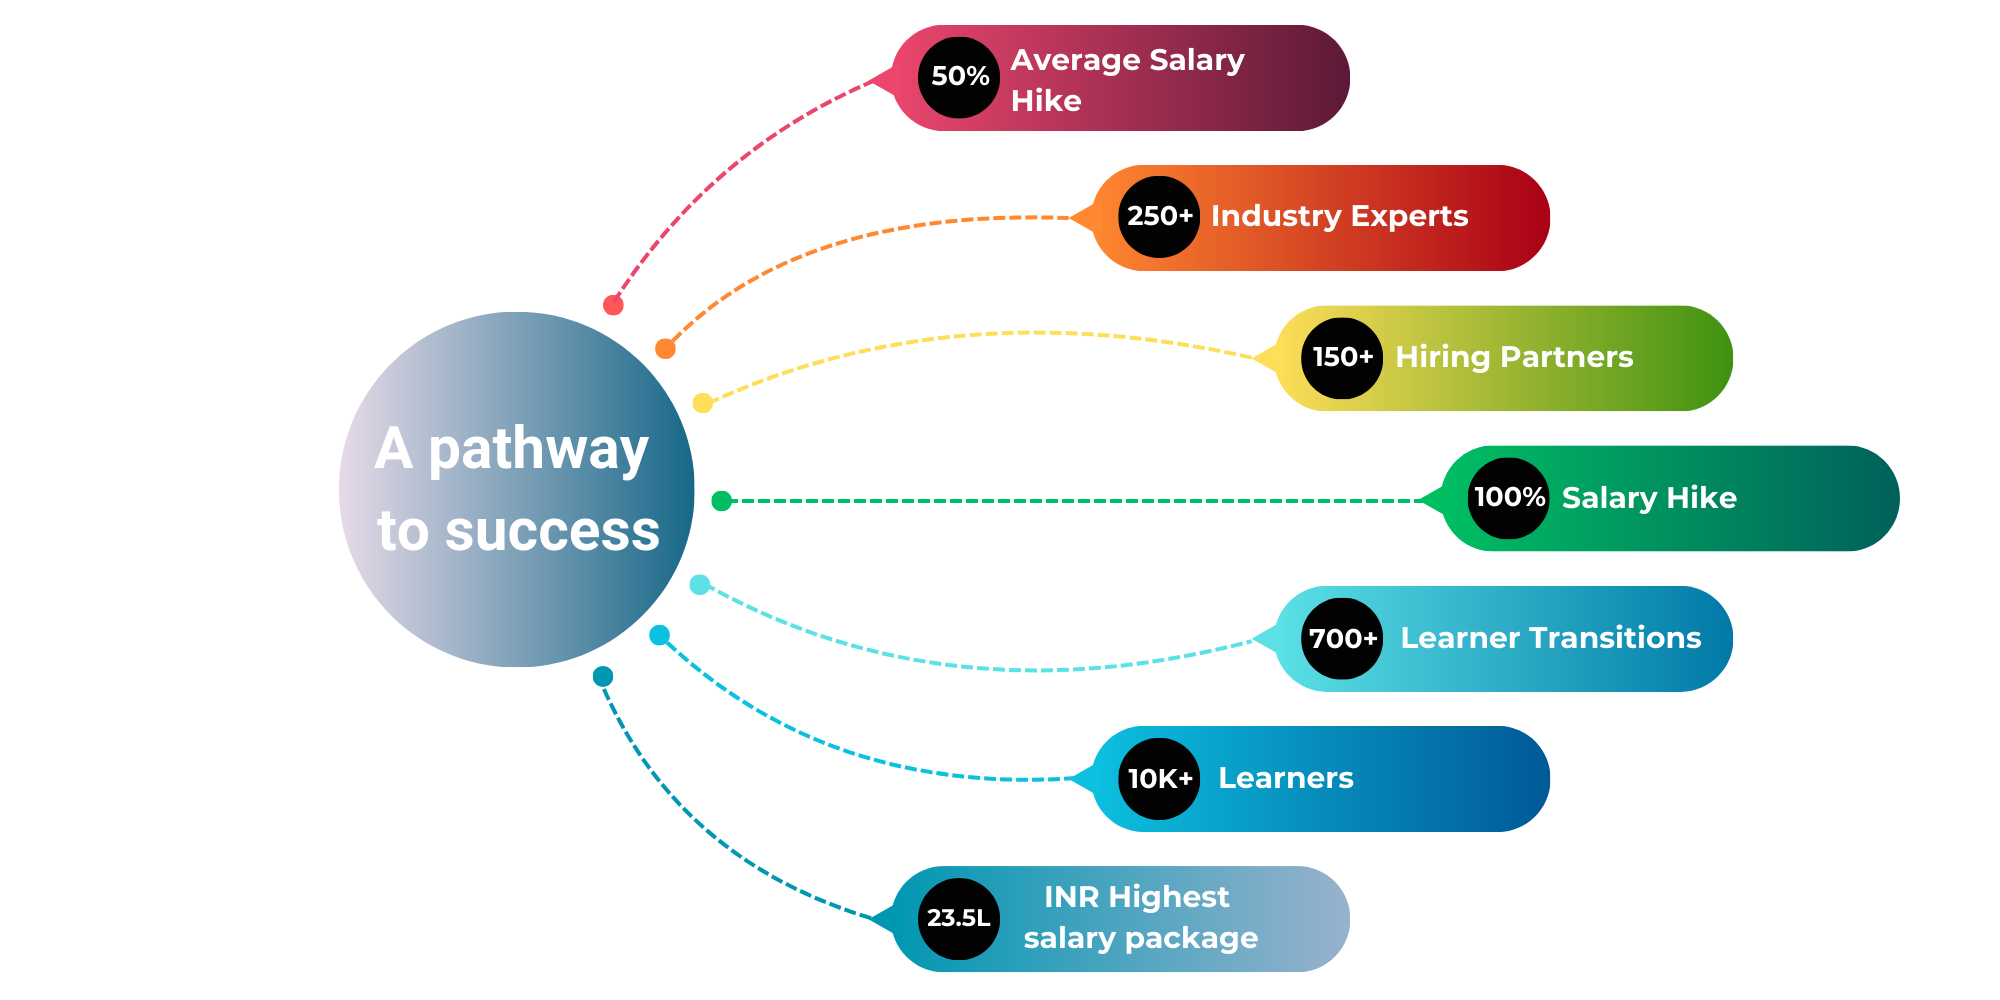 A pathway
to success
50%
Average Salary
Hike
250+
Industry Experts
150+
Hiring Partners
100%
Salary Hike
700+
Learner Transitions
10K+
Learners
23.5L
INR Highest
salary package